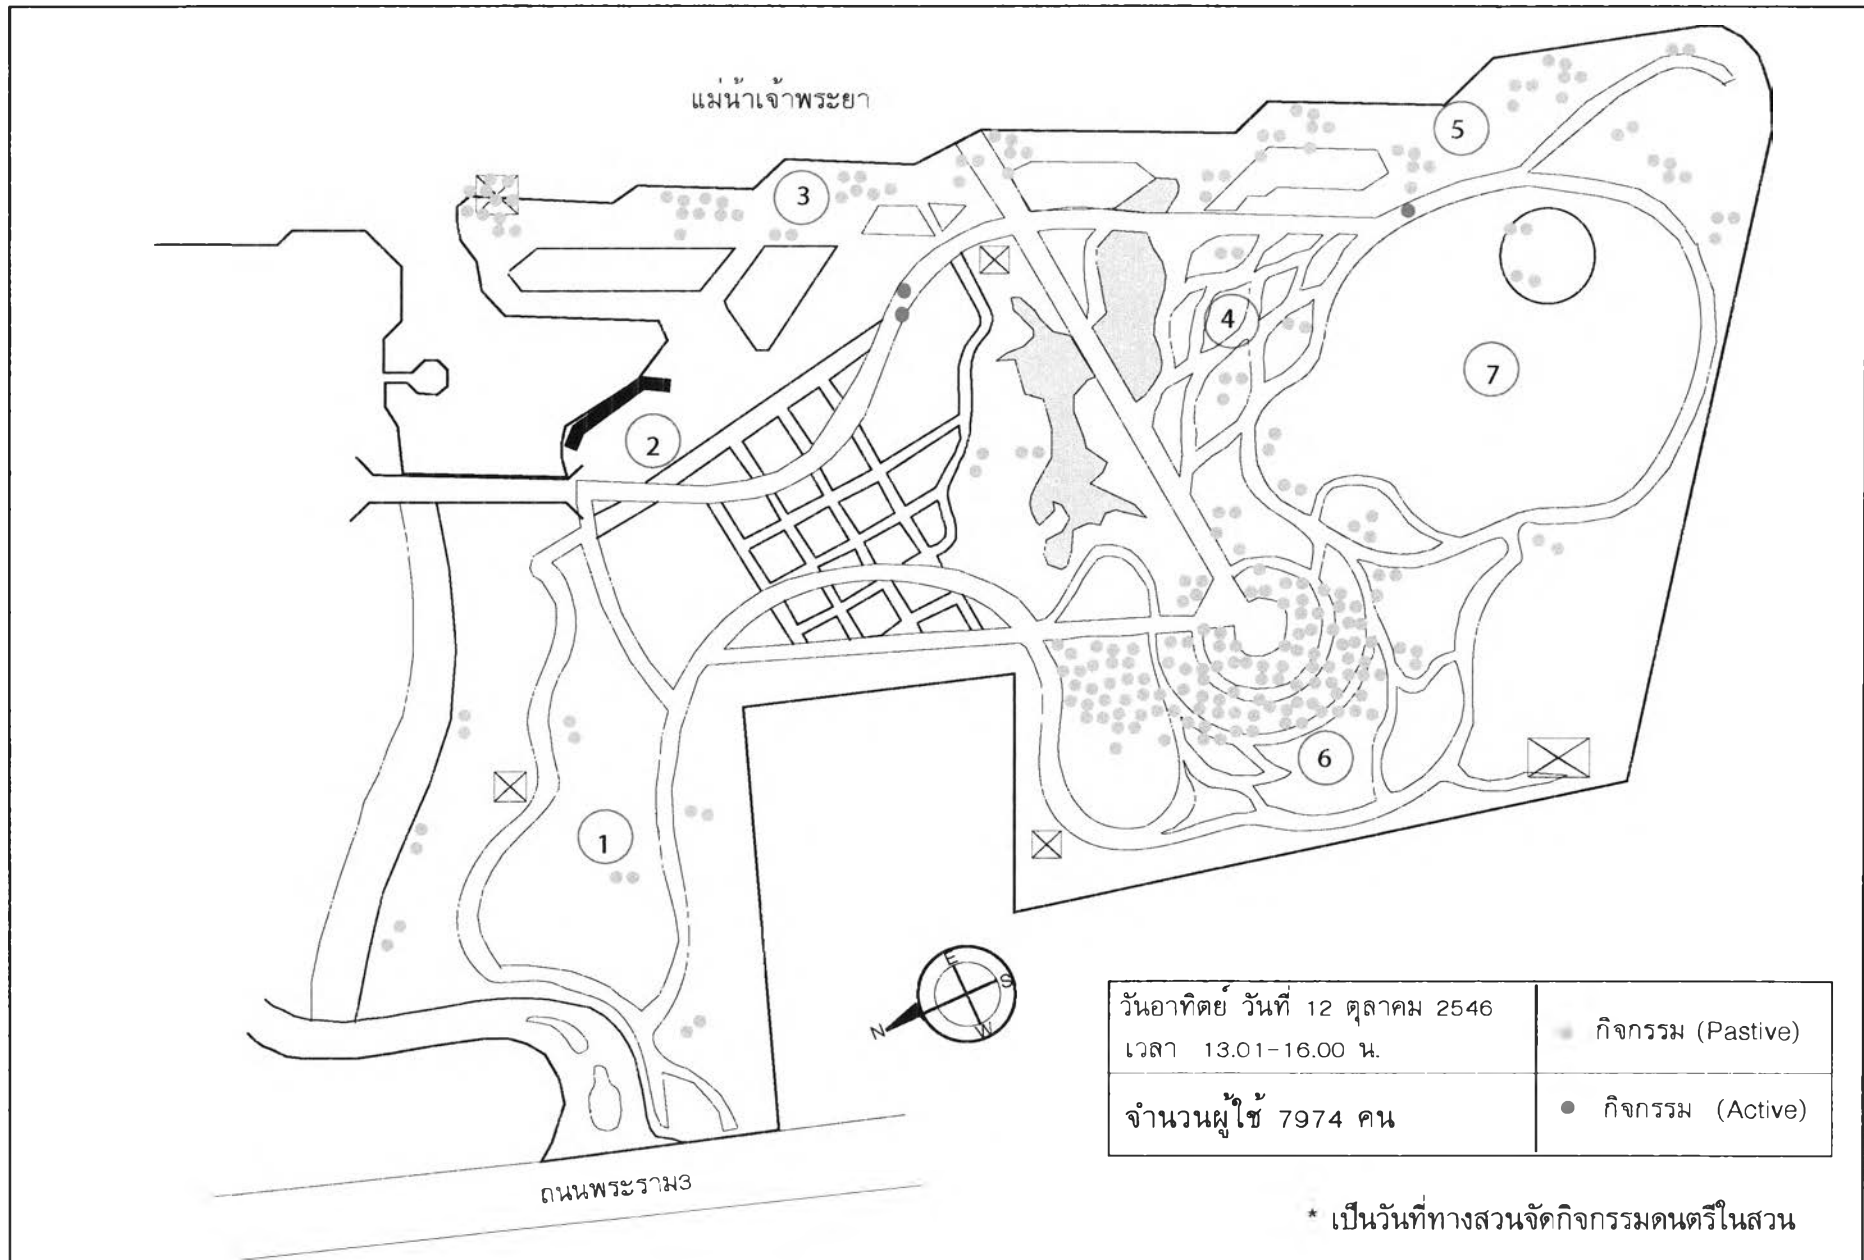 แม่น้ำเจ้าพระยา
5
3
4
7
2
6
1
E
S
N
W
วันอาทิตย์ วันที่ 12 ตุลาคม 2546
เวลา 13.01-16.00 น.
กิจกรรม (Pastive)
จำนวนผู้ใช้ 7974 คน
กิจกรรม (Active)
ถนนพระราม3
* เป็นวันที่ทางสวนจัดกิจกรรมดนตรีในสวน